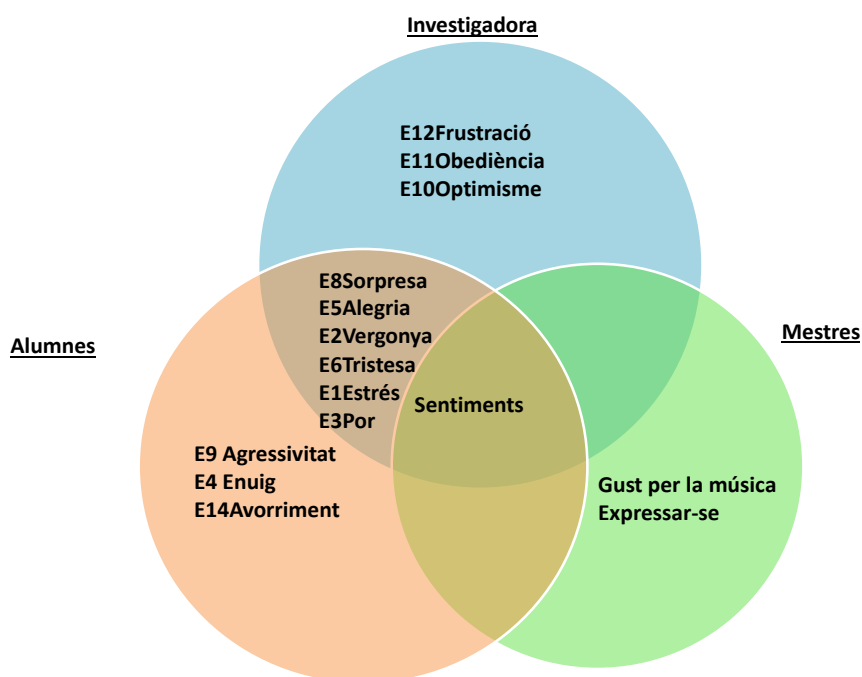 Investigadora
E12Frustració
E11Obediència
E10Optimisme
E8Sorpresa
E5Alegria
E2Vergonya
E6Tristesa
E1Estrés
E3Por
Alumnes
Mestres
Sentiments
E9 Agressivitat
E4 Enuig
E14Avorriment
Gust per la música
Expressar-se